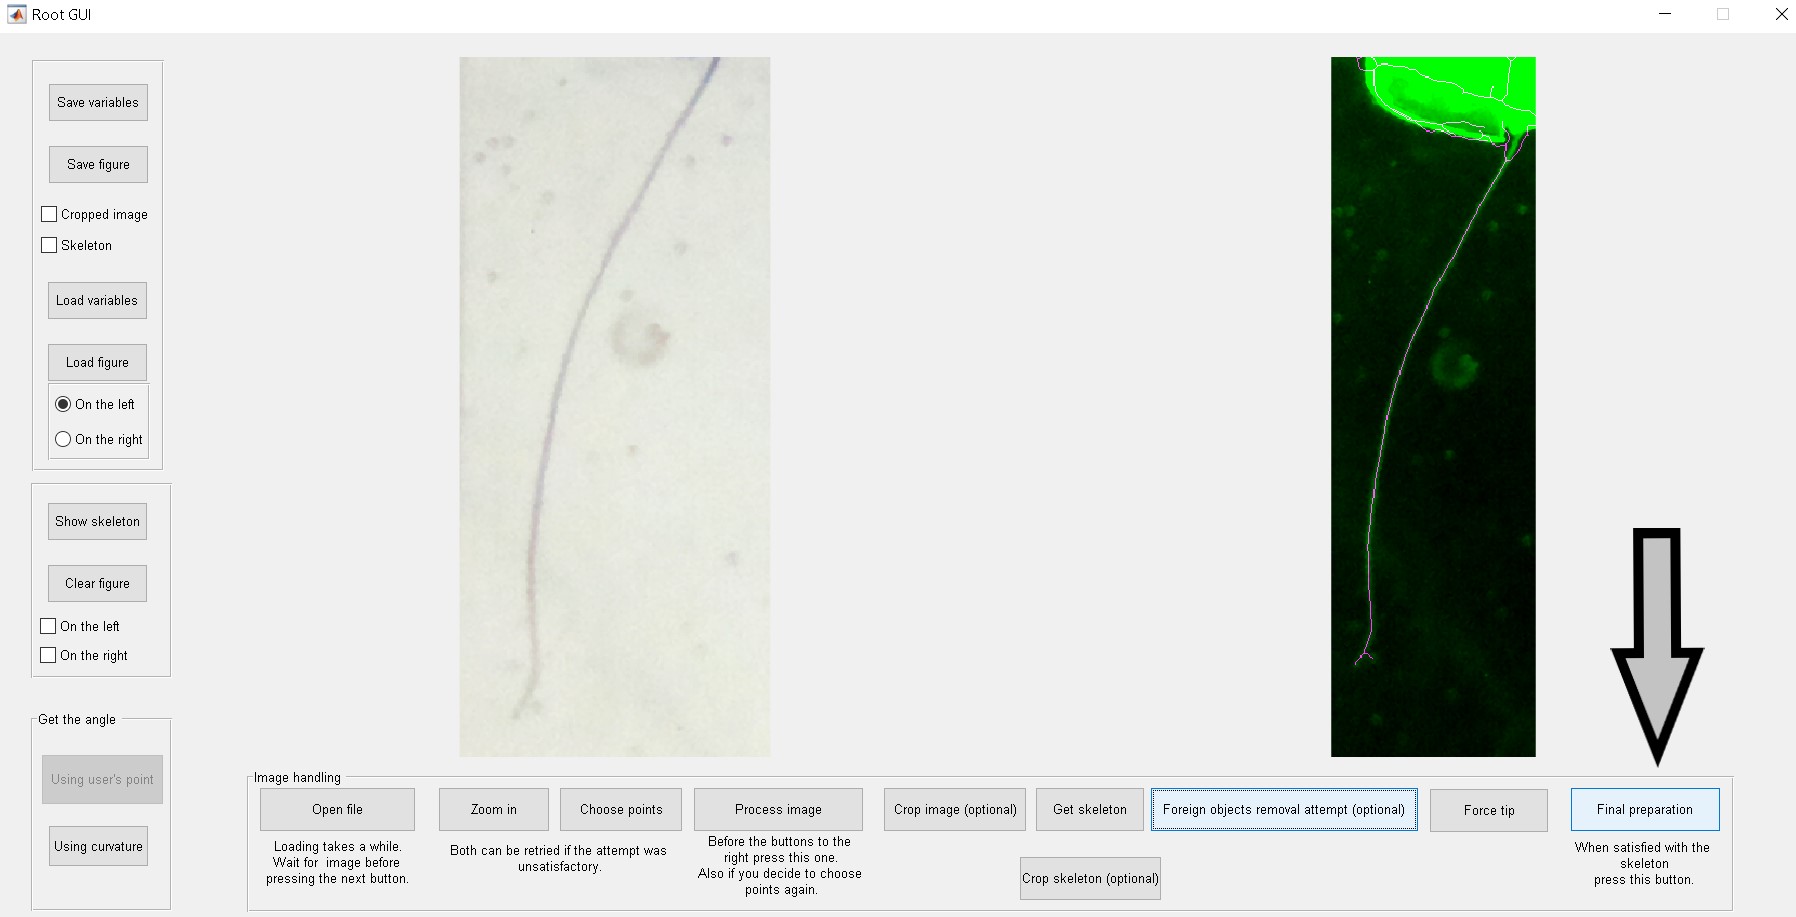 Root GUI
Save variables
Save figure
Cropped image
Skeleton
Load variables
Load figure
On the left
On the right
Show skeleton
Clear figure
On the left
On the right
Get the angle
Using user's point
Using curvature
Image handling
Open file
Loading takes a while.
Wait for  image before
pressing the next button.
Zoom in
Choose points
Both can be retried if the attempt was
unsatisfactory.
Process image
Before the buttons to the
right press this one.
Also if you decide to choose
points again.
Crop image (optional)
Get skeleton
Foreign objects removal attempt (optional)
Force tip
Crop skeleton (optional)
Final preparation
When satisfied with the
skeleton
press this button.